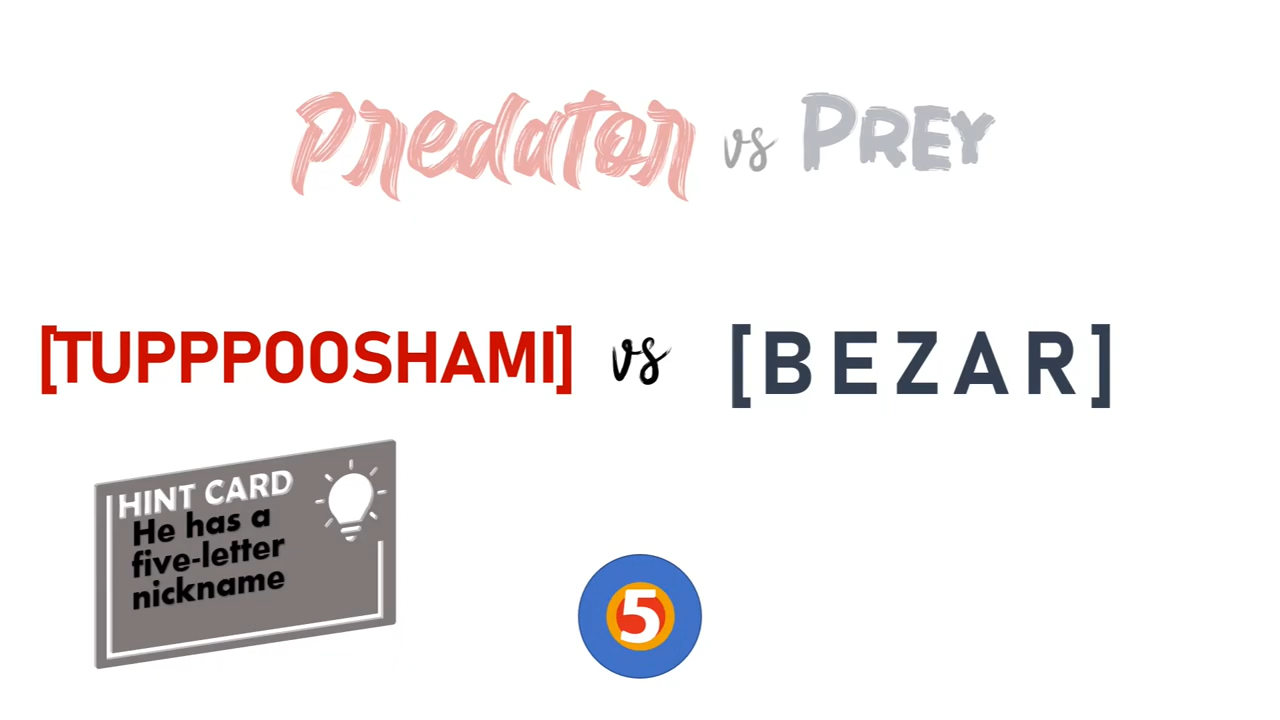 Predator vs PREY
[TUPPPOOSHAMI] vs [BEZAR]
HINT CARD
He has a
five-letter
nickname
5